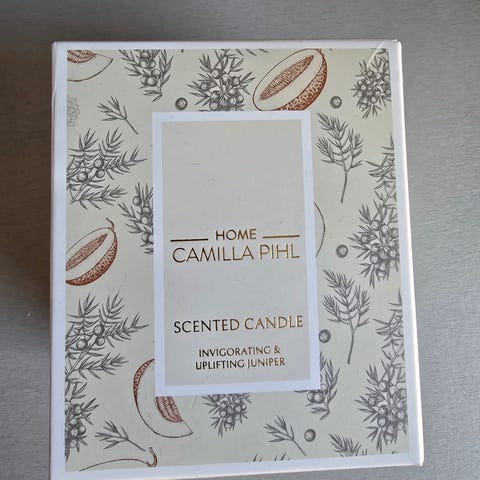 HOME
CAMILLA PIHL
SCENTED CANDLE
INVIGORATING &
UPLIFTING JUNIPER